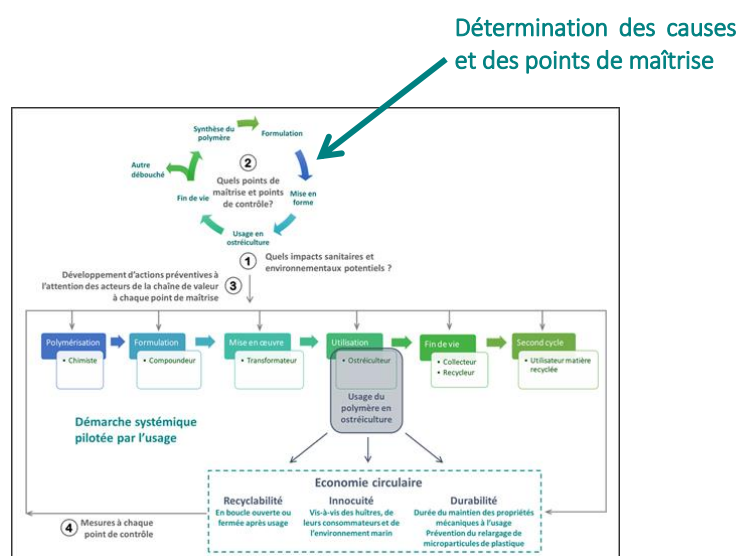 Détermination des causes
et des points de maîtrise
Synthèse du
polymère
Formulation
Autre
débouché
2
Quels points de
maîtrise et points
de contrôle?
Fin de vie
Mise en
forme
Usage en
ostréiculture
1
Quels impacts sanitaires et
environnementaux potentiels ?
Développement d'actions préventives à
l'attention des acteurs de la chaîne de valeur
à chaque point de maîtrise
3
Polymérisation
• Chimiste
Formulation
• Compoundeur
Mise en œuvre
• Transformateur
Utilisation
• Ostréiculteur
Fin de vie
• Collecteur
• Recycleur
Second cycle
• Utilisateur matière
recyclée
Usage du
polymère en
ostréiculture
Démarche systémique
pilotée par l'usage
Economie circulaire
Recyclabilité
En boucle ouverte ou
fermée après usage
Innocuité
Vis-à-vis des huîtres, de
leurs consommateurs et de
l'environnement marin
Durabilité
Durée du maintien des propriétés
mécaniques à l'usage
Prévention du relargage de
microparticules de plastique
4
Mesures à chaque
point de contrôle